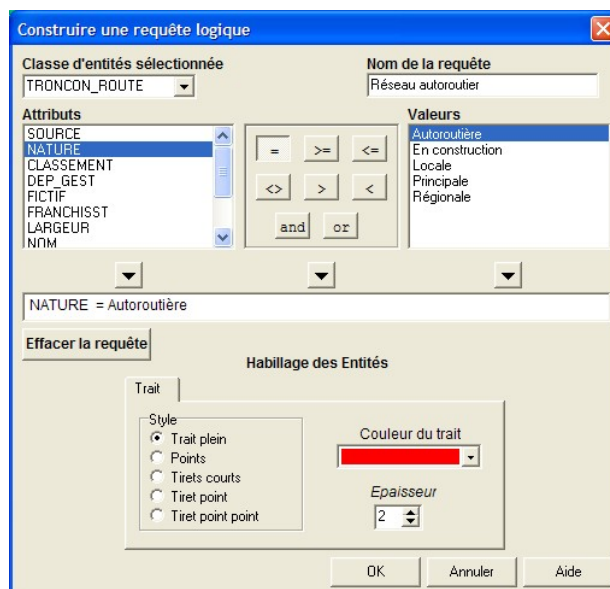 Construire une requête logique
Classe d'entités sélectionnée
Nom de la requête
TRONCON_ROUTE
Réseau autoroutier
Attributs
Valeurs
SOURCE
NATURE
CLASSEMENT
DEP_GEST
FICTIF
FRANCHISST
LARGEUR
NOM
= >= <=
<> > <
and or
Autoroutière
En construction
Locale
Principale
Régionale
NATURE = Autoroutière
Effacer la requête
Habillage des Entités
Trait
Style
Trait plein
Points
Tirets courts
Tiret point
Tiret point point
Couleur du trait
Epaisseur
2
OK Annuler Aide